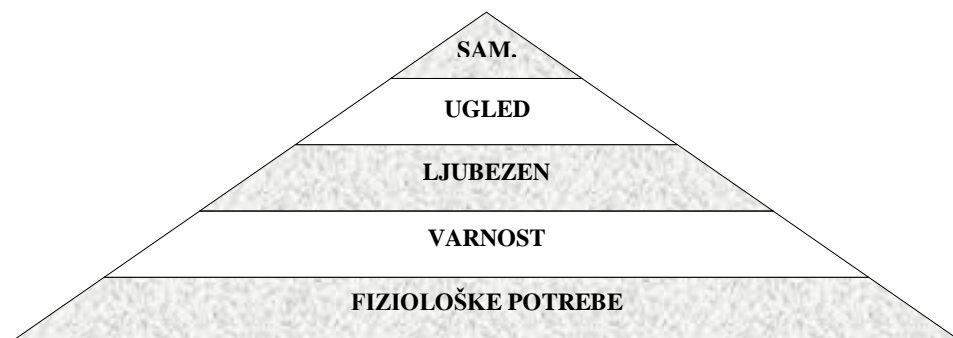 SAM.
UGLED
LJUBEZEN
VARNOST
FIZIOLOŠKE POTREBE